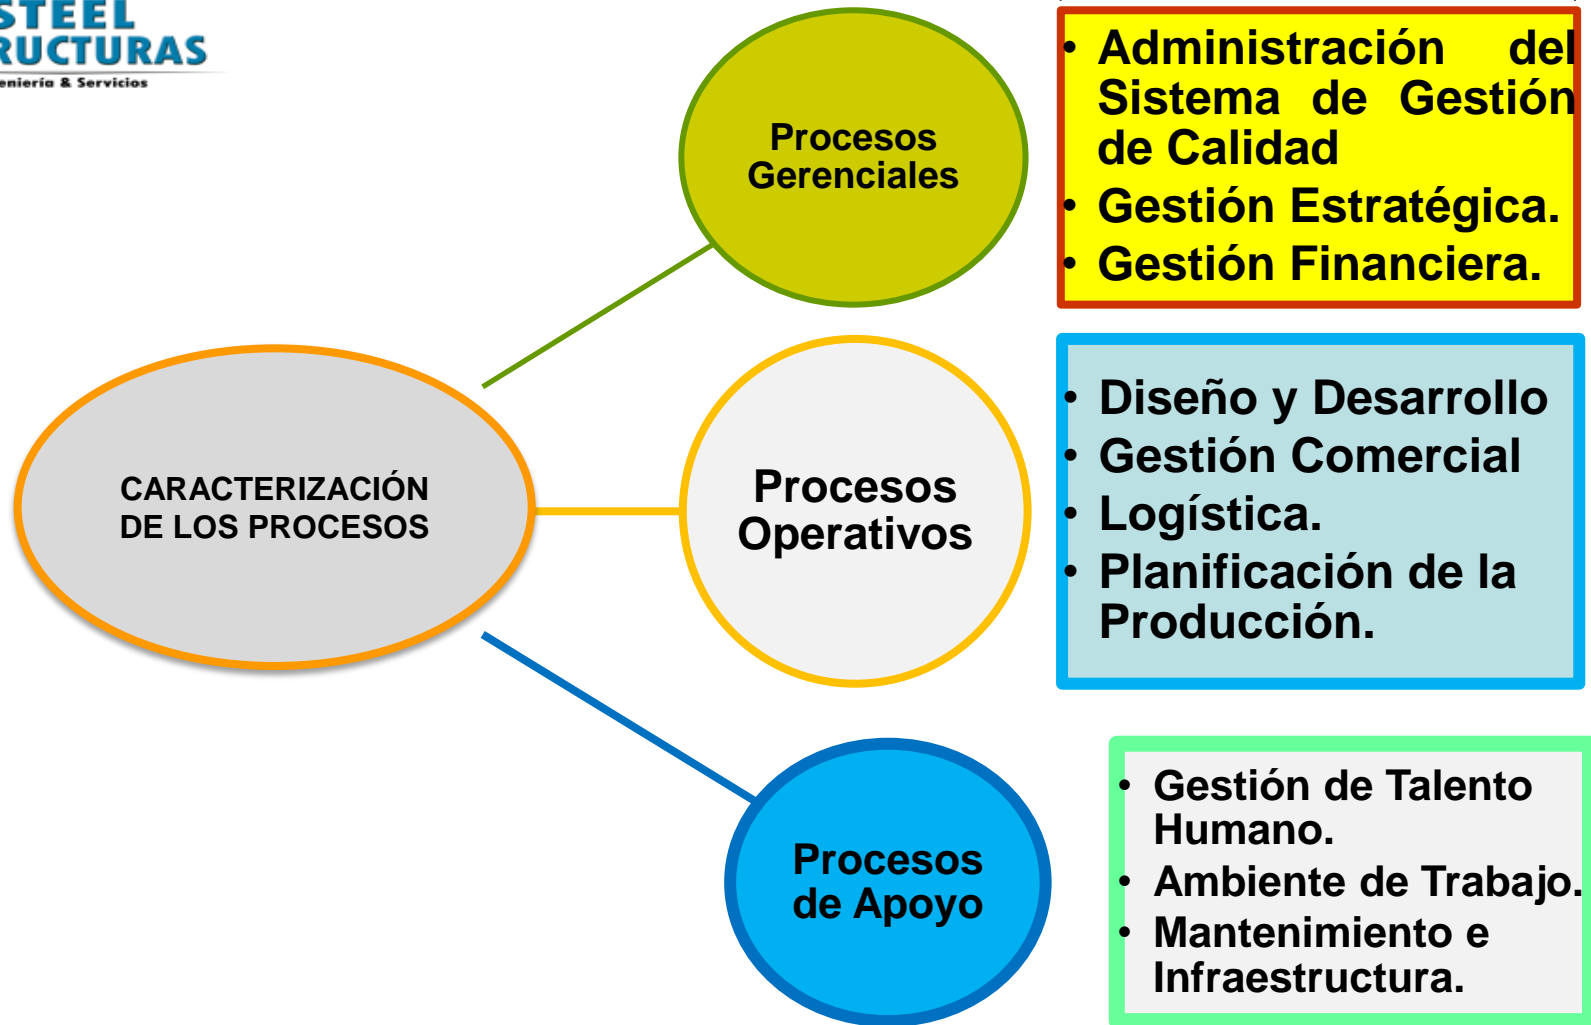 STEEL
RUCTURAS
eniería & Servicios
Procesos
Gerenciales
• Administración del
Sistema de Gestión
de Calidad
• Gestión Estratégica.
• Gestión Financiera.
CARACTERIZACIÓN
DE LOS PROCESOS
Procesos
Operativos
• Diseño y Desarrollo
• Gestión Comercial
• Logística.
• Planificación de la
Producción.
Procesos
de Apoyo
• Gestión de Talento
Humano.
• Ambiente de Trabajo.
• Mantenimiento e
Infraestructura.